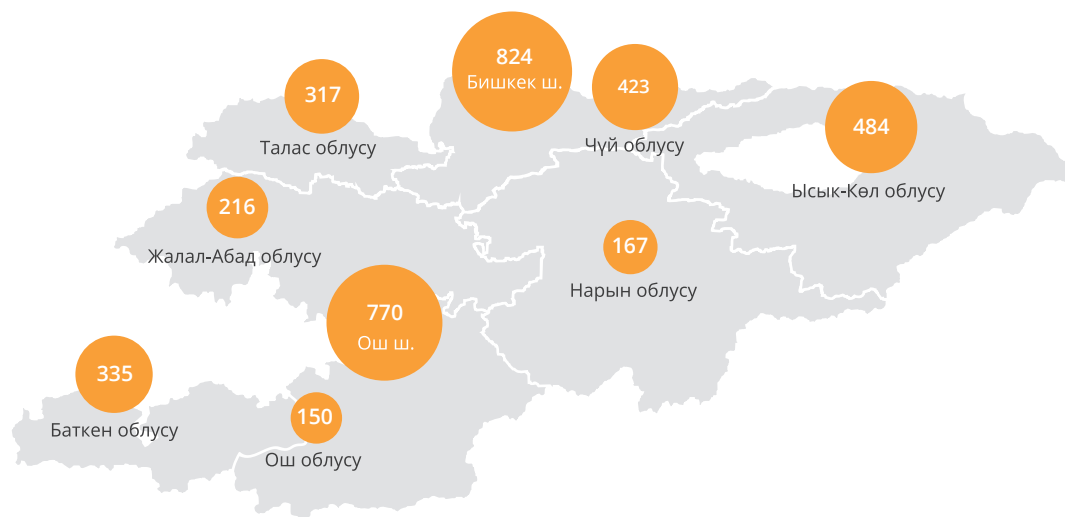 824
Бишкек ш.
423
Чүй облусу
317
Талас облусу
484
Ысык-Көл облусу
216
Жалал-Абад облусу
167
Нарын облусу
770
Ош ш.
335
Баткен облусу
150
Ош облусу